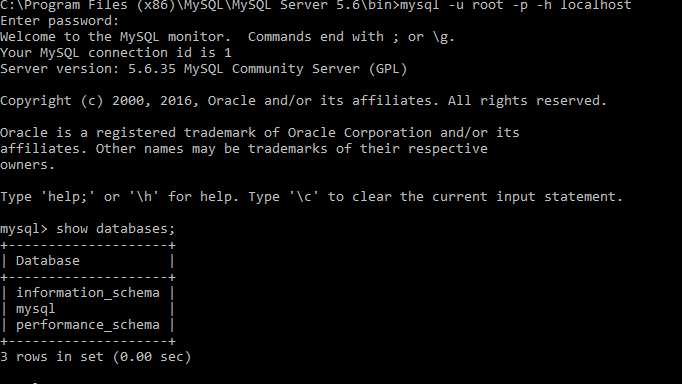 C:\Program Files (x86)\MySQL\MySQL Server 5.6\bin>mysql -u root -p -h localhost
Enter password:
Welcome to the MySQL monitor.  Commands end with ; or \g.
Your MySQL connection id is 1
Server version: 5.6.35 MySQL Community Server (GPL)

Copyright (c) 2000, 2016, Oracle and/or its affiliates. All rights reserved.

Oracle is a registered trademark of Oracle Corporation and/or its
affiliates. Other names may be trademarks of their respective
owners.

Type 'help;' or '\h' for help. Type '\c' to clear the current input statement.

mysql> show databases;
+--------------------+
| Database           |
+--------------------+
| information_schema |
| mysql              |
| performance_schema |
+--------------------+
3 rows in set (0.00 sec)